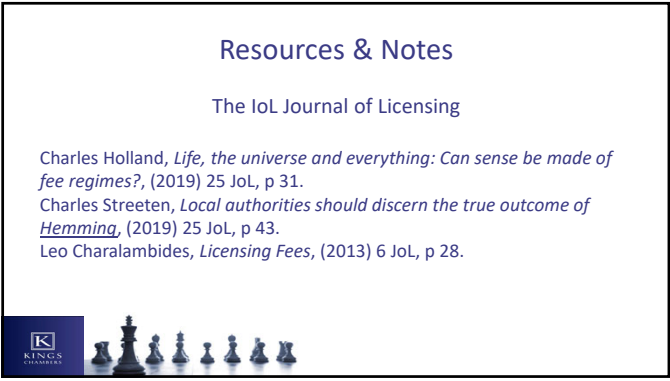 Resources & Notes
The IoL Journal of Licensing
Charles Holland, Life, the universe and everything: Can sense be made of
fee regimes?, (2019) 25 JoL, p 31.
Charles Streeten, Local authorities should discern the true outcome of
Hemming, (2019) 25 JoL, p 43.
Leo Charalambides, Licensing Fees, (2013) 6 JoL, p 28.
K
KINGS
CHAMBERS